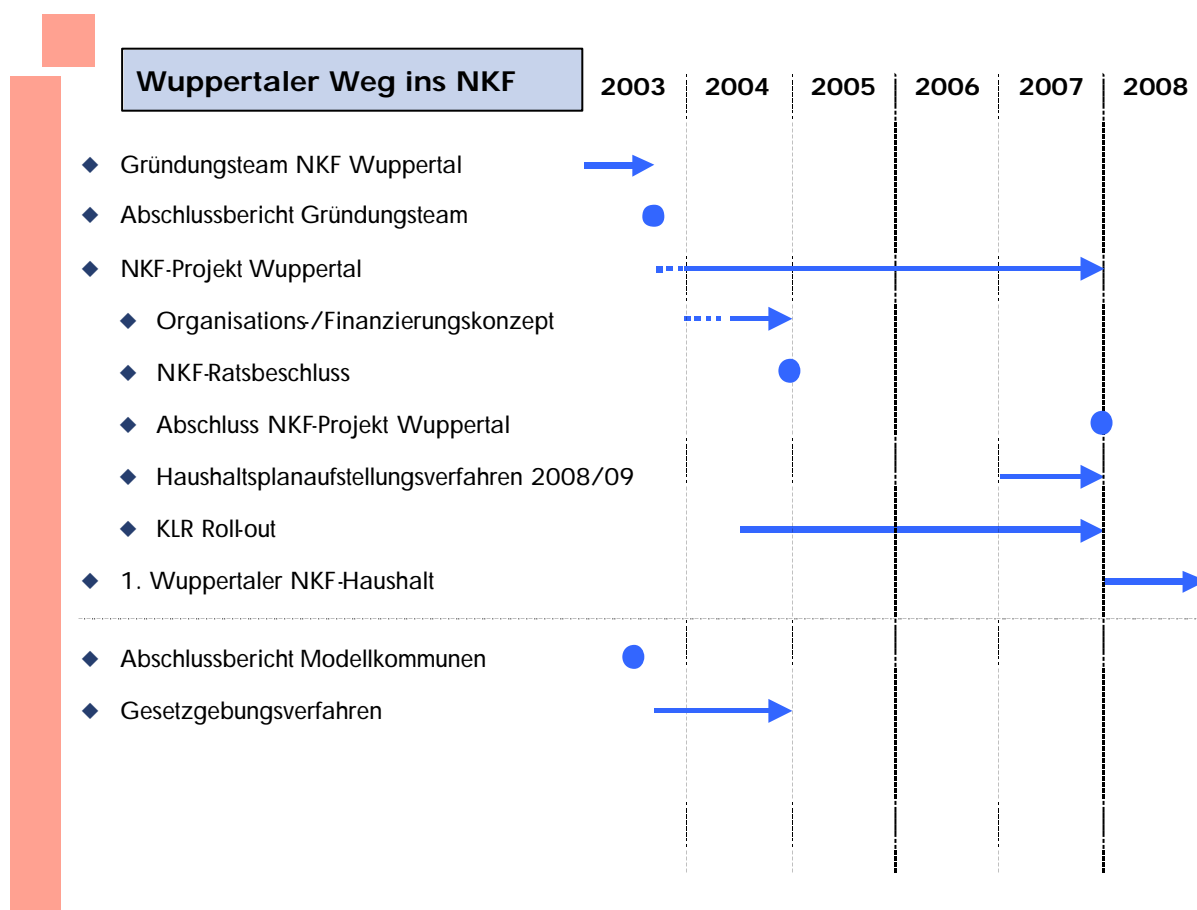 Wuppertaler Weg ins NKF
2003 2004 2005 2006 2007 2008
Gründungsteam NKF Wuppertal
Abschlussbericht Gründungsteam
NKF-Projekt Wuppertal
Organisations-/Finanzierungskonzept
NKF-Ratsbeschluss
Abschluss NKF-Projekt Wuppertal
Haushaltsplanaufstellungsverfahren 2008/09
KLR Roll-out
1. Wuppertaler NKF-Haushalt
Abschlussbericht Modellkommunen
Gesetzgebungsverfahren